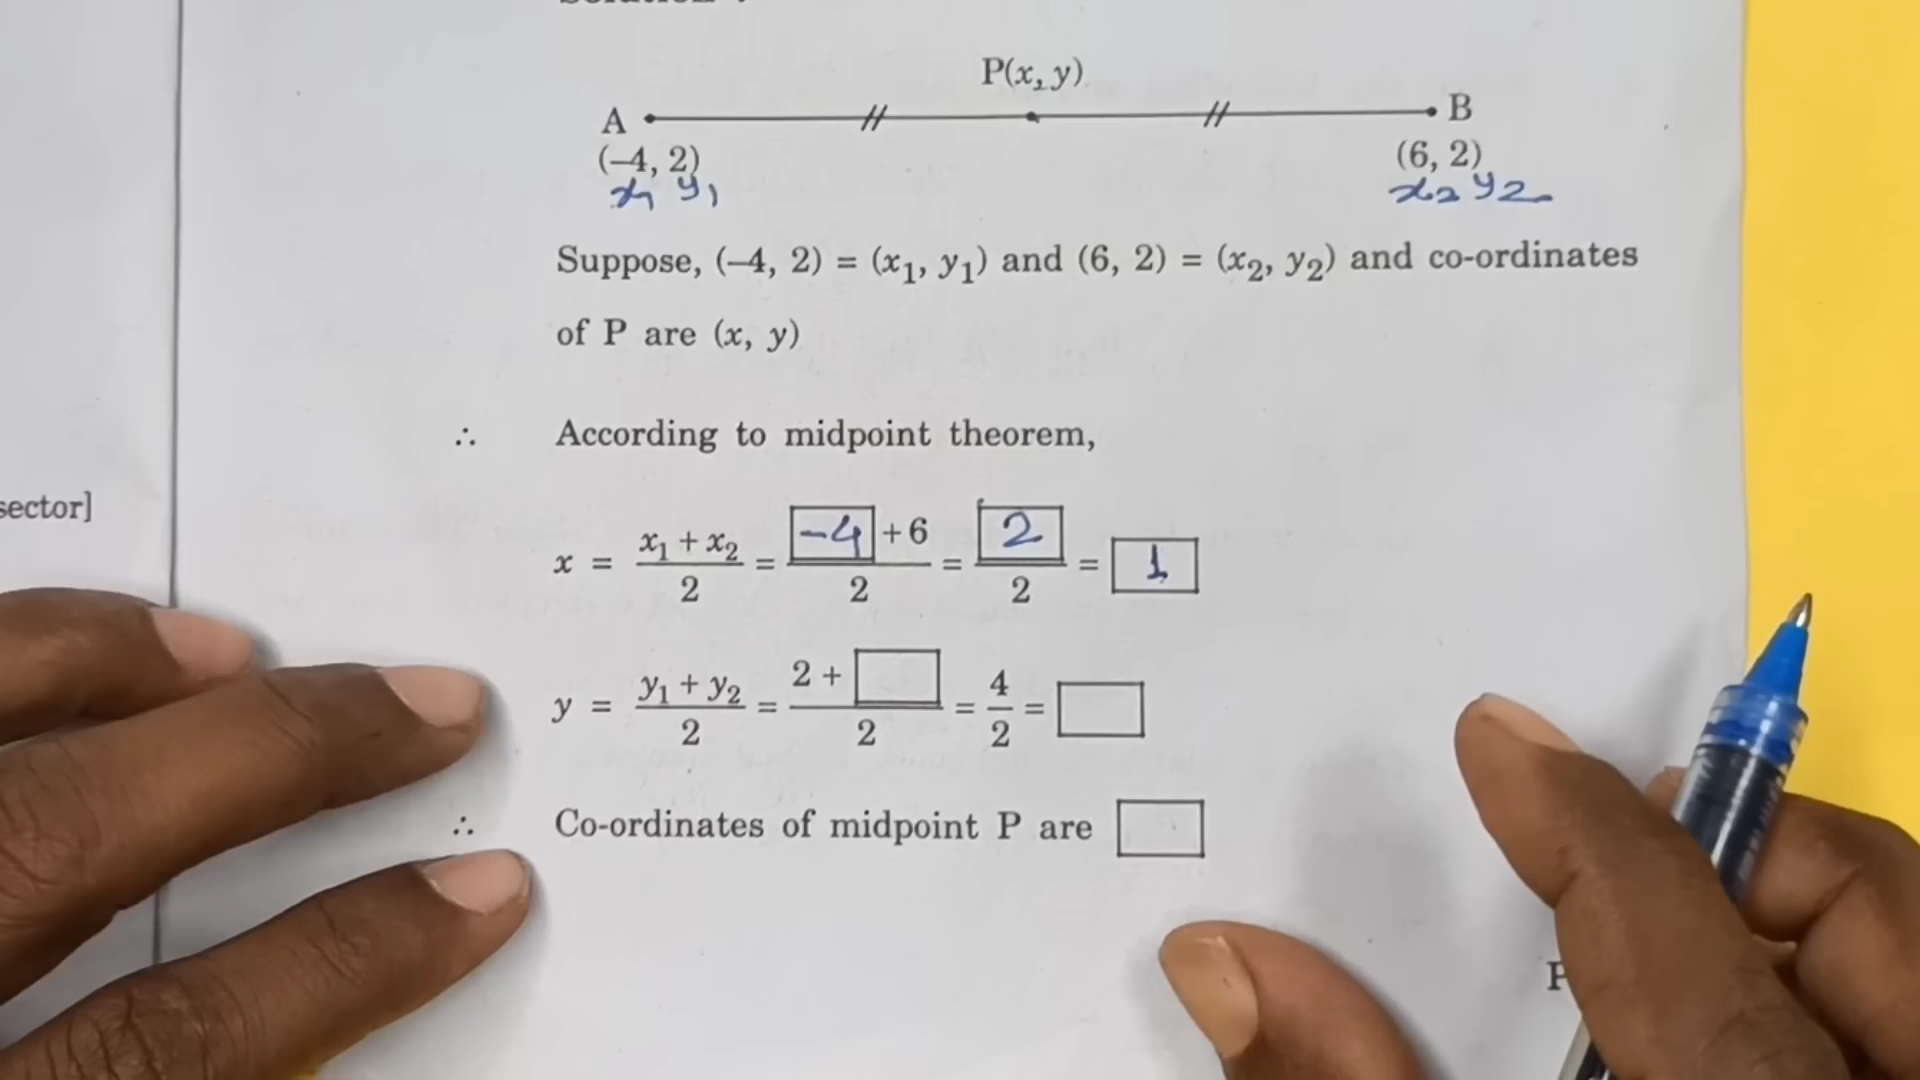 P(x, y)
A B
(–4, 2) (6, 2)
x₁ y₁ x₂ y₂
Suppose, (–4, 2) = (x₁, y₁) and (6, 2) = (x₂, y₂) and co-ordinates
of P are (x, y)
∴ According to midpoint theorem,
sector]
x = (x₁ + x₂)/2 = (-4 + 6)/2 = 2/2 = 1
y = (y₁ + y₂)/2 = (2 + □)/2 = 4/2 = □
∴ Co-ordinates of midpoint P are □